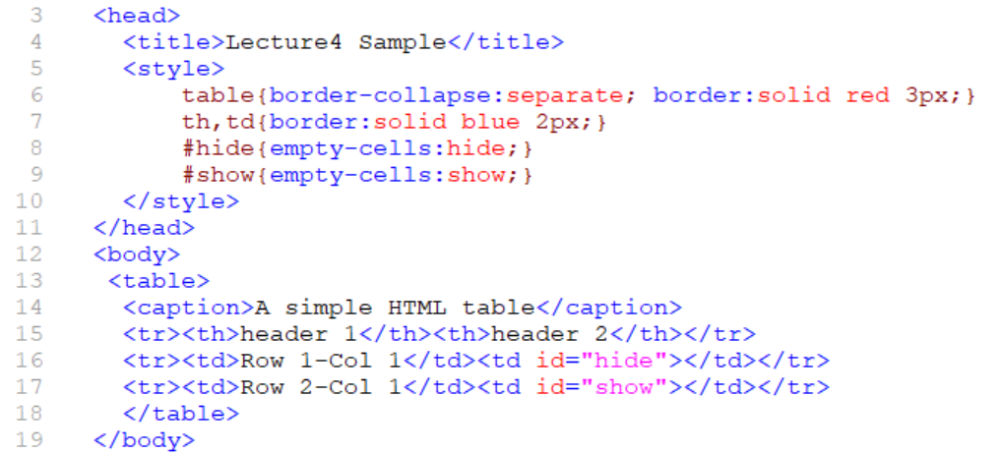 3 <head>
4 <title>Lecture4 Sample</title>
5 <style>
6 table{border-collapse:separate; border:solid red 3px;}
7 th,td{border:solid blue 2px;}
8 #hide{empty-cells:hide;}
9 #show{empty-cells:show;}
10 </style>
11 </head>
12 <body>
13 <table>
14 <caption>A simple HTML table</caption>
15 <tr><th>header 1</th><th>header 2</th></tr>
16 <tr><td>Row 1-Col 1</td><td id="hide"></td></tr>
17 <tr><td>Row 2-Col 1</td><td id="show"></td></tr>
18 </table>
19 </body>